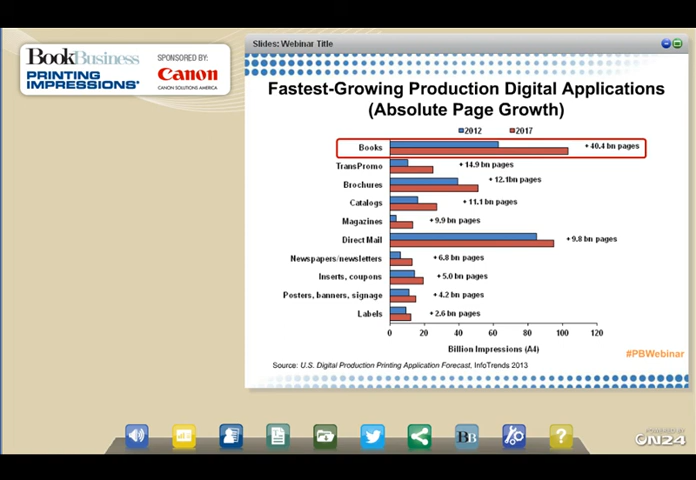 Slides: Webinar Title
BookBusiness
PRINTING IMPRESSIONS
SPONSORED BY:
Canon
CANON SOLUTIONS AMERICA
Fastest-Growing Production Digital Applications
(Absolute Page Growth)
2012 2017
Books +40.4 bn pages
TransPromo +14.9 bn pages
Brochures +12.1bn pages
Catalogs +11.1 bn pages
Magazines +9.9 bn pages
Direct Mail +9.8 bn pages
Newspapers/newsletters +6.8 bn pages
Inserts, coupons +5.0 bn pages
Posters, banners, signage +4.2 bn pages
Labels +2.6 bn pages
0 20 40 60 80 100 120
Billion Impressions (A4)
#PBWebinar
Source: U.S. Digital Production Printing Application Forecast, InfoTrends 2013
BB
?
POWERED BY
ON24